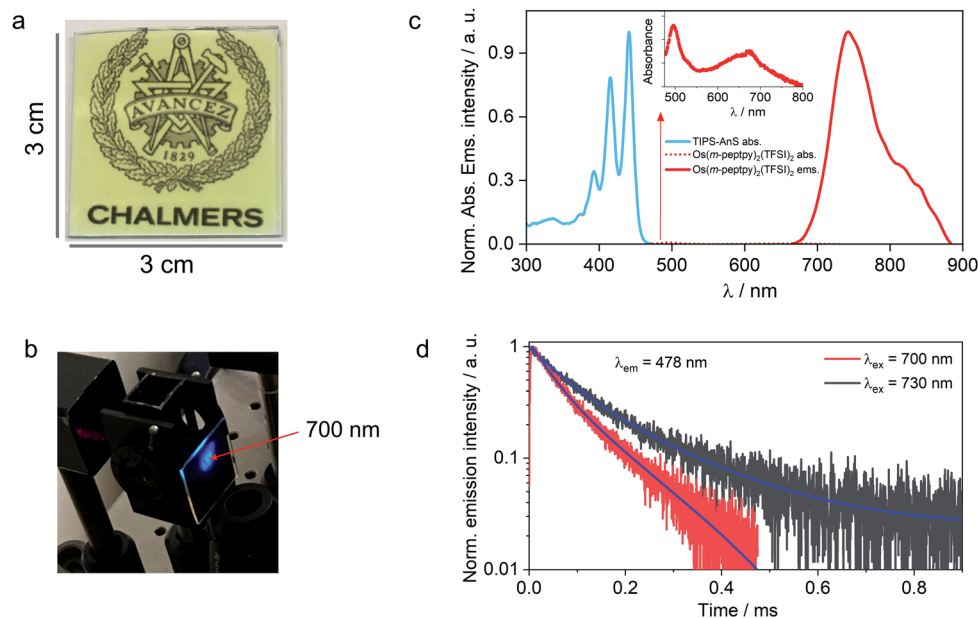 a
3 cm
AVANCEZ
1829
CHALMERS
3 cm
b
700 nm
c
Norm. Abs. Ems. intensity / a. u.
0.9
0.6
0.3
0.0
300 400 500 600 700 800 900
λ / nm
Absorbance
500 600 700 800
λ / nm
TIPS-AnS abs.
Os(m-peptpy)₂(TFSI)₂ abs.
Os(m-peptpy)₂(TFSI)₂ ems.
d
Norm. emission intensity / a. u.
1
0.1
0.01
λem = 478 nm
λex = 700 nm
λex = 730 nm
0.0 0.2 0.4 0.6 0.8
Time / ms